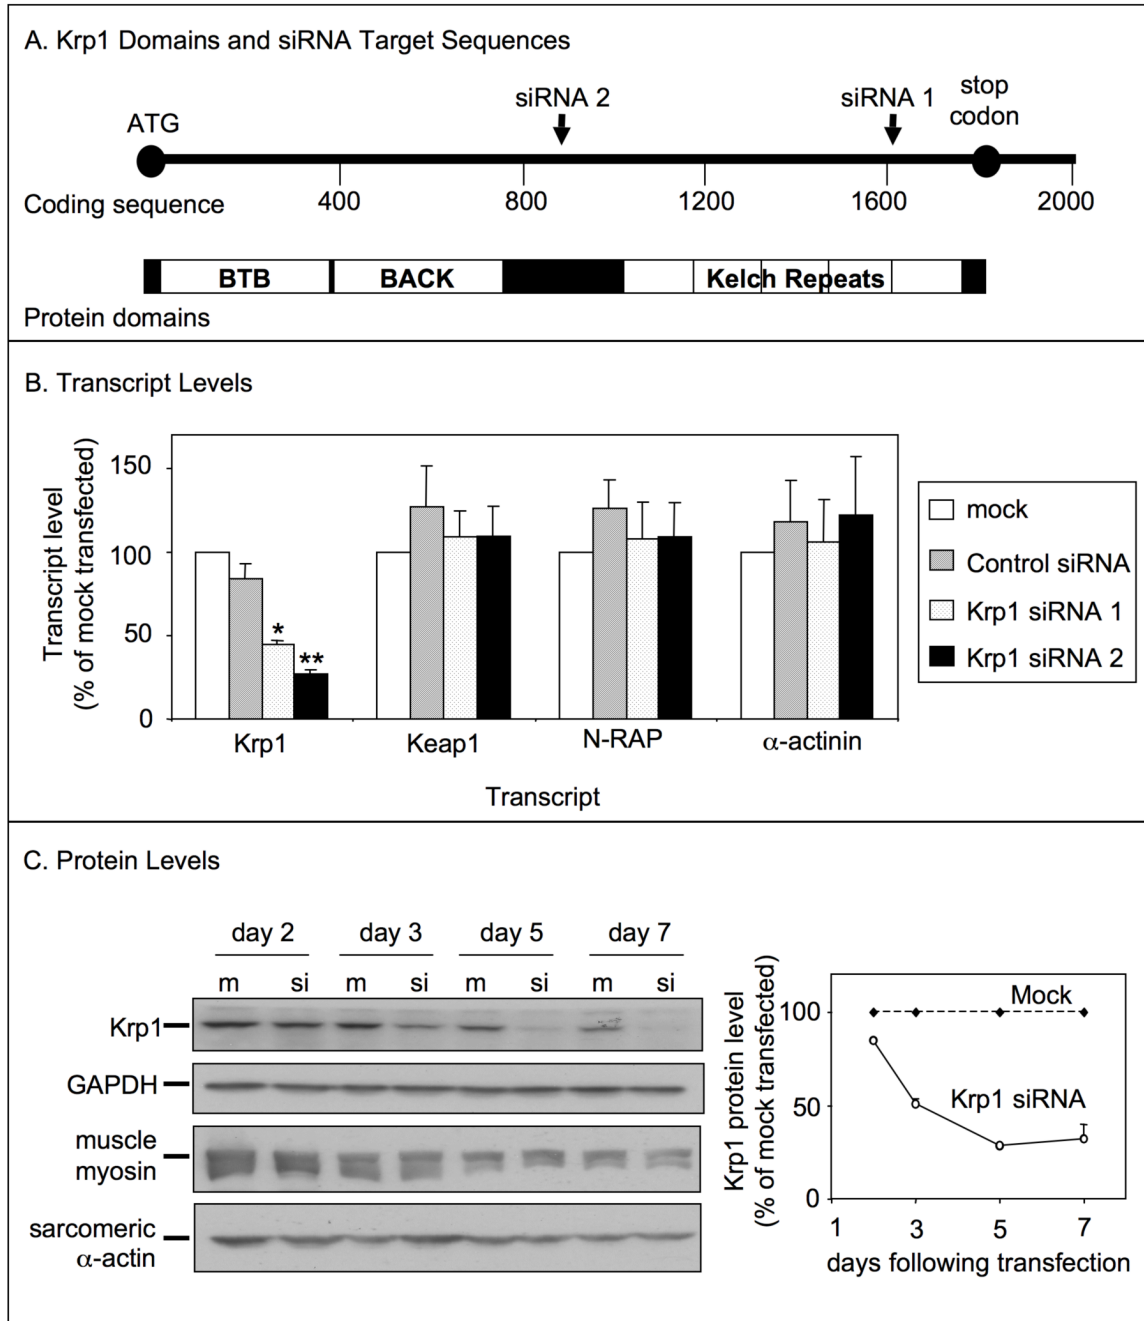 A. Krp1 Domains and siRNA Target Sequences
ATG
siRNA 2
siRNA 1
stop
codon
Coding sequence
400
800
1200
1600
2000
BTB
BACK
Kelch Repeats
Protein domains
B. Transcript Levels
Transcript level
(% of mock transfected)
150
100
50
0
*
**
Krp1
Keap1
N-RAP
α-actinin
Transcript
mock
Control siRNA
Krp1 siRNA 1
Krp1 siRNA 2
C. Protein Levels
day 2
day 3
day 5
day 7
m
si
m
si
m
si
m
si
Krp1
GAPDH
muscle
myosin
sarcomeric
α-actin
Krp1 protein level
(% of mock transfected)
100
50
0
Mock
Krp1 siRNA
1
3
5
7
days following transfection